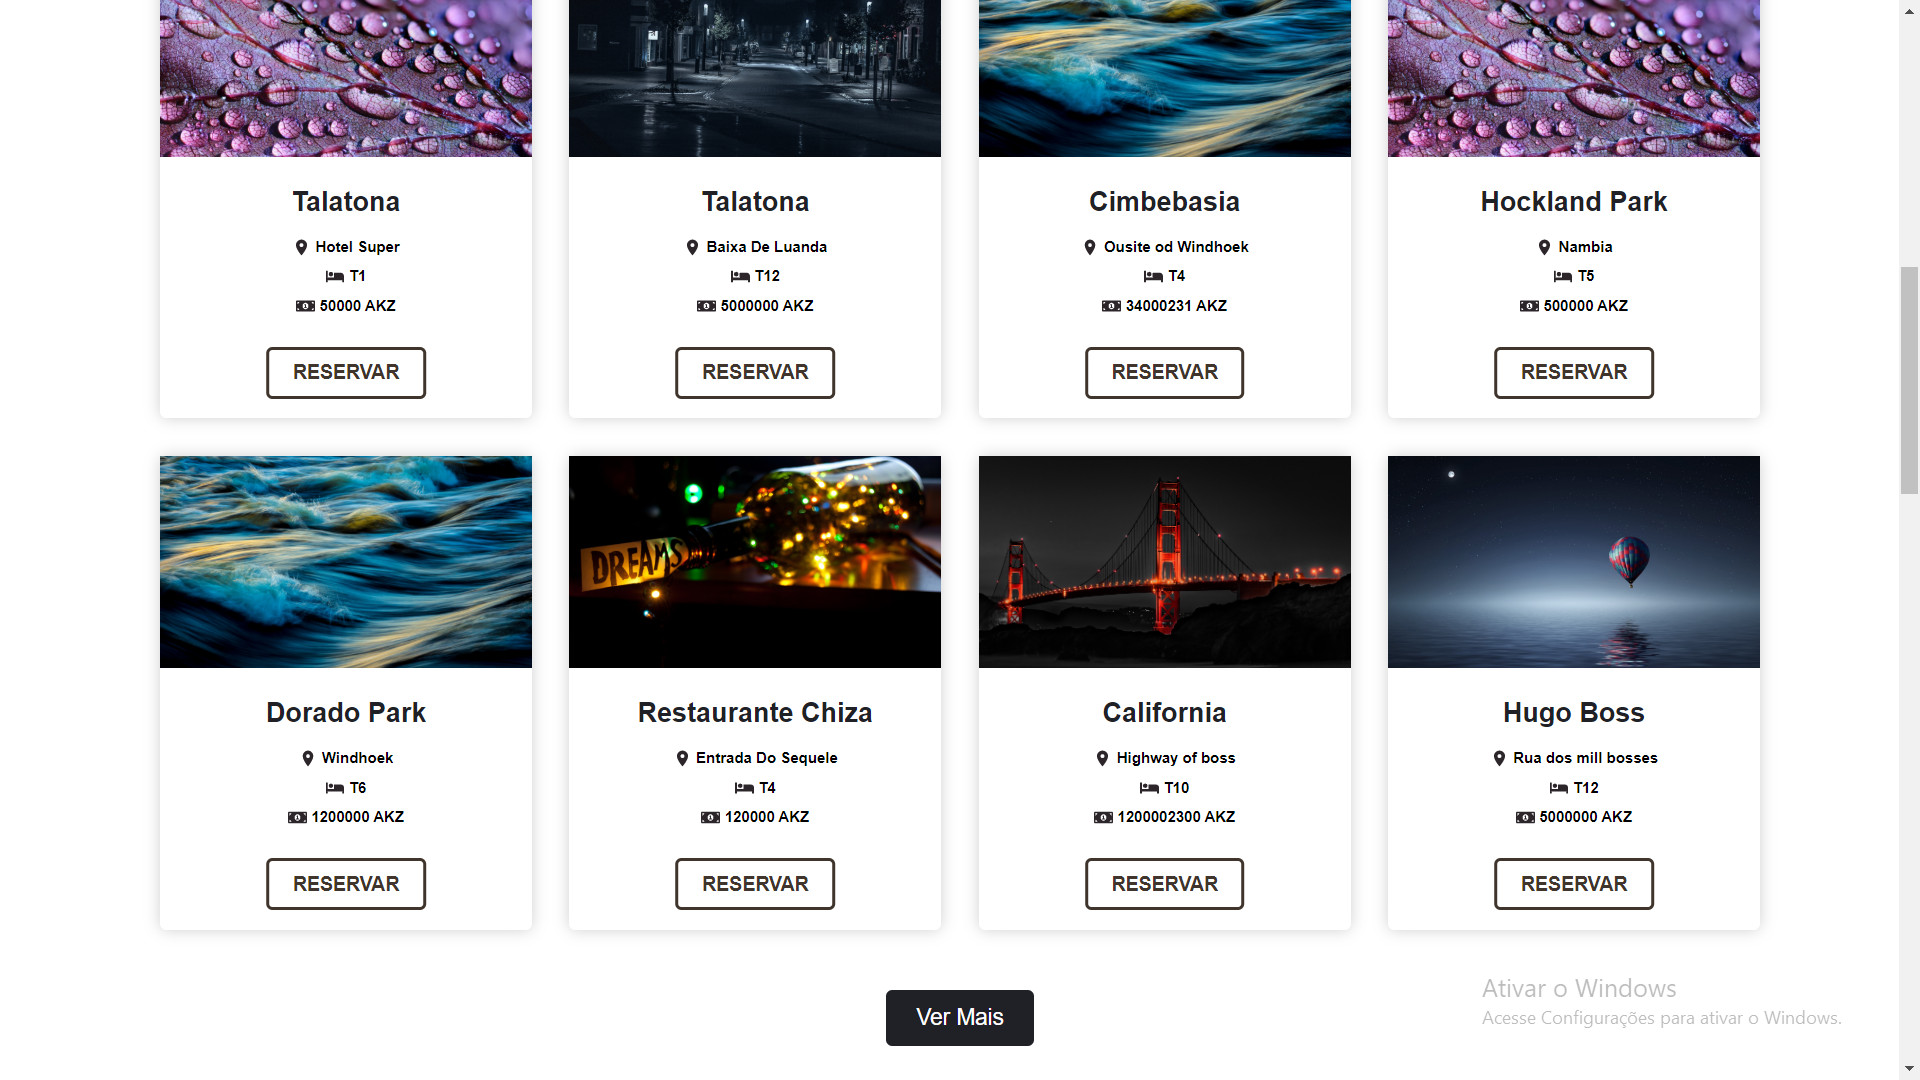 Talatona
Hotel Super
T1
50000 AKZ
RESERVAR
Talatona
Baixa De Luanda
T12
5000000 AKZ
RESERVAR
Cimbebasia
Ousite od Windhoek
T4
34000231 AKZ
RESERVAR
Hockland Park
Nambia
T5
500000 AKZ
RESERVAR
Dorado Park
Windhoek
T6
1200000 AKZ
RESERVAR
DREAMS
Restaurante Chiza
Entrada Do Sequele
T4
120000 AKZ
RESERVAR
California
Highway of boss
T10
1200002300 AKZ
RESERVAR
Hugo Boss
Rua dos mill bosses
T12
5000000 AKZ
RESERVAR
Ver Mais
Ativar o Windows
Acesse Configurações para ativar o Windows.